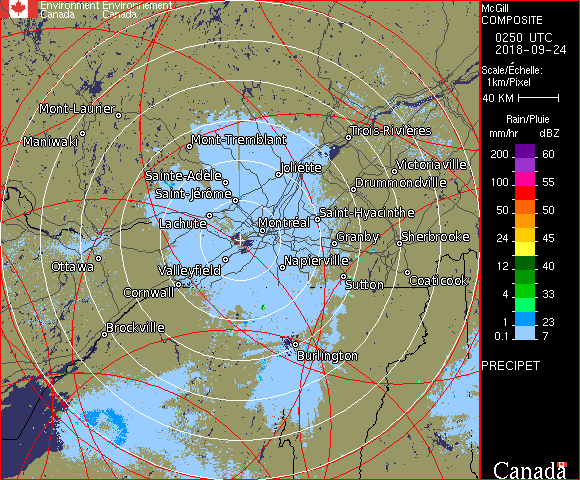 Environment Environnement
Canada Canada
McGill
COMPOSITE
0250 UTC
2018-09-24
Scale/Échelle:
1km/Pixel
40 KM
Rain/Pluie
mm/hr dBZ
200 60
100 55
50 50
24 45
12 40
4 33
1 23
0.1 7
PRECIPET
Canada
Mont-Laurier
Maniwaki
Mont-Tremblant
Trois-Rivières
Joliette
Victoriaville
Sainte-Adèle
Drummondville
Saint-Jérôme
Saint-Hyacinthe
Lachute
Montréal
Granby
Sherbrooke
Ottawa
Valleyfield
Napierville
Coaticook
Sutton
Cornwall
Brockville
Burlington